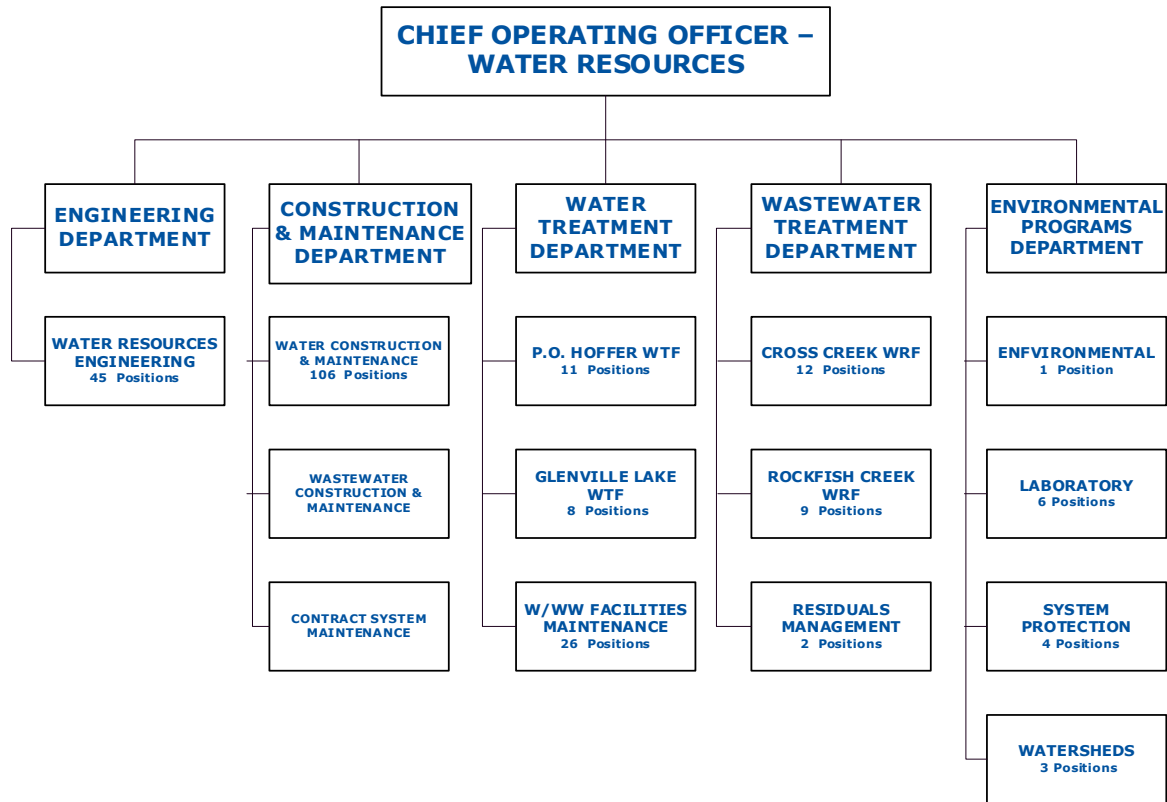 CHIEF OPERATING OFFICER –
WATER RESOURCES
ENGINEERING
DEPARTMENT
CONSTRUCTION
& MAINTENANCE
DEPARTMENT
WATER
TREATMENT
DEPARTMENT
WASTEWATER
TREATMENT
DEPARTMENT
ENVIRONMENTAL
PROGRAMS
DEPARTMENT
WATER RESOURCES
ENGINEERING
45 Positions
WATER CONSTRUCTION
& MAINTENANCE
106 Positions
P.O. HOFFER WTF
11 Positions
CROSS CREEK WRF
12 Positions
ENFVIRONMENTAL
1 Position
WASTEWATER
CONSTRUCTION &
MAINTENANCE
GLENVILLE LAKE
WTF
8 Positions
ROCKFISH CREEK
WRF
9 Positions
LABORATORY
6 Positions
CONTRACT SYSTEM
MAINTENANCE
W/WW FACILITIES
MAINTENANCE
26 Positions
RESIDUALS
MANAGEMENT
2 Positions
SYSTEM
PROTECTION
4 Positions
WATERSHEDS
3 Positions